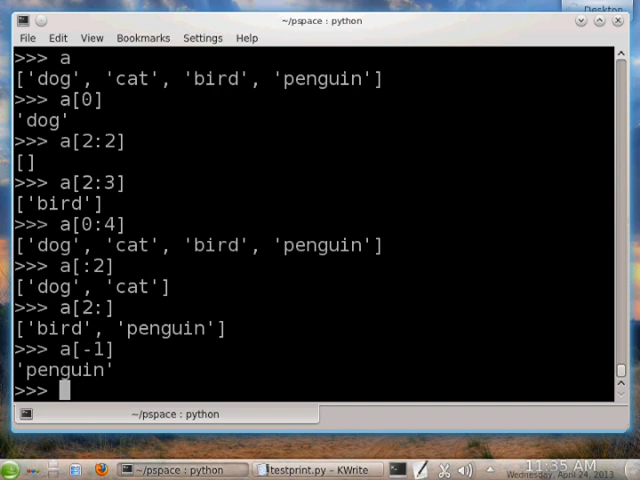 Desktop
~/pspace : python
File Edit View Bookmarks Settings Help
>>> a
['dog', 'cat', 'bird', 'penguin']
>>> a[0]
'dog'
>>> a[2:2]
[]
>>> a[2:3]
['bird']
>>> a[0:4]
['dog', 'cat', 'bird', 'penguin']
>>> a[:2]
['dog', 'cat']
>>> a[2:]
['bird', 'penguin']
>>> a[-1]
'penguin'
>>>
~/pspace : python
~/pspace : python
testprint.py – KWrite
11:35 AM
Wednesday, April 24, 2013